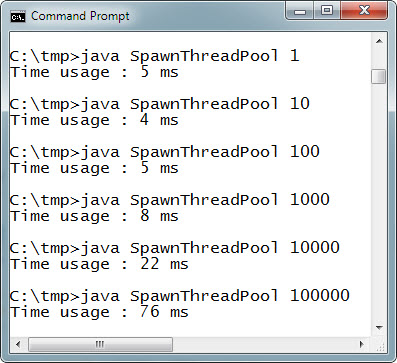 Command Prompt
C:\tmp>java SpawnThreadPool 1
Time usage : 5 ms
C:\tmp>java SpawnThreadPool 10
Time usage : 4 ms
C:\tmp>java SpawnThreadPool 100
Time usage : 5 ms
C:\tmp>java SpawnThreadPool 1000
Time usage : 8 ms
C:\tmp>java SpawnThreadPool 10000
Time usage : 22 ms
C:\tmp>java SpawnThreadPool 100000
Time usage : 76 ms